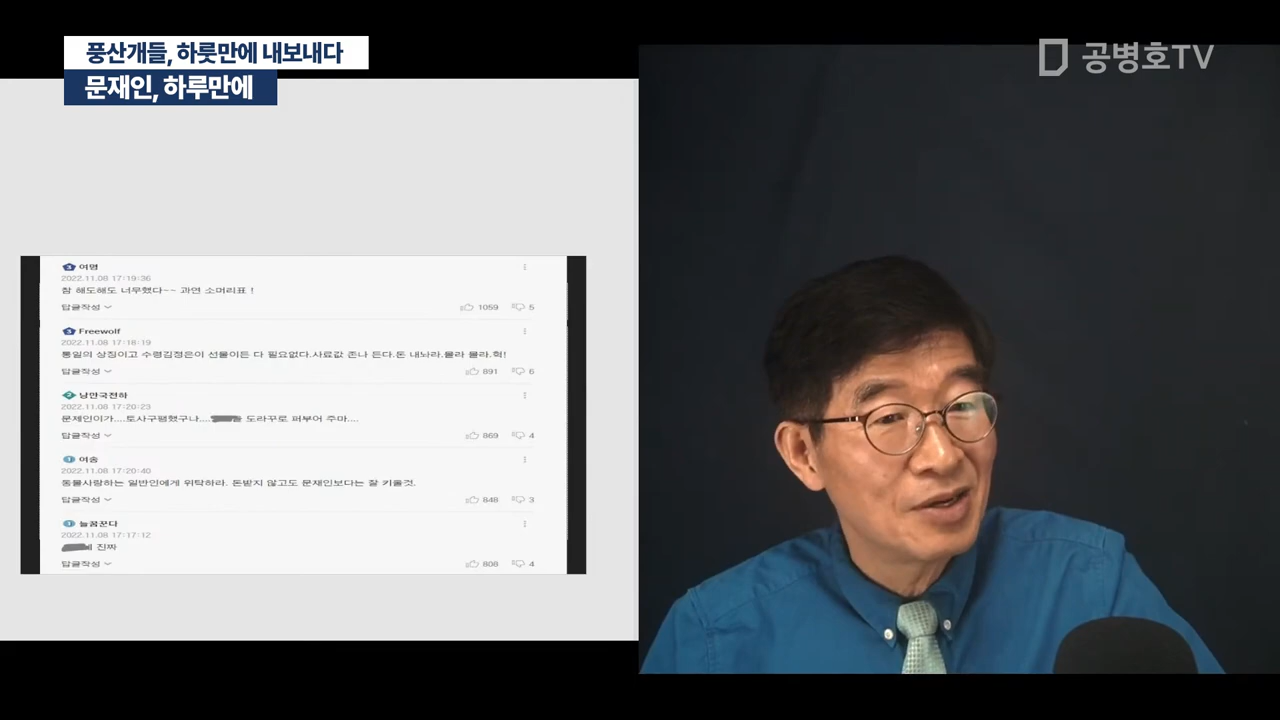 풍산개들, 하룻만에 내보내다
문재인, 하루만에
공병호TV
3 여명
2022.11.08 17:19:36
참 해도해도 너무했다~~ 과연 소머리표 !
답글작성
1059 5
3 Freewolf
2022.11.08 17:18:19
통일의 상징이고 수령김정은이 선물이든 다 필요없다.사료값 존나 든다.돈 내놔라.몰라 몰라.헉!
답글작성
891 6
2 낭만국전하
2022.11.08 17:20:23
문제인이가....토사구팽했구나.... 도라꾸로 퍼부어 주마....
답글작성
869 4
1 여송
2022.11.08 17:20:40
동물사랑하는 일반인에게 위탁하라. 돈받지 않고도 문재인보다는 잘 키울것.
답글작성
848 3
1 늘꿈꾼다
2022.11.08 17:17:12
진짜
답글작성
808 4